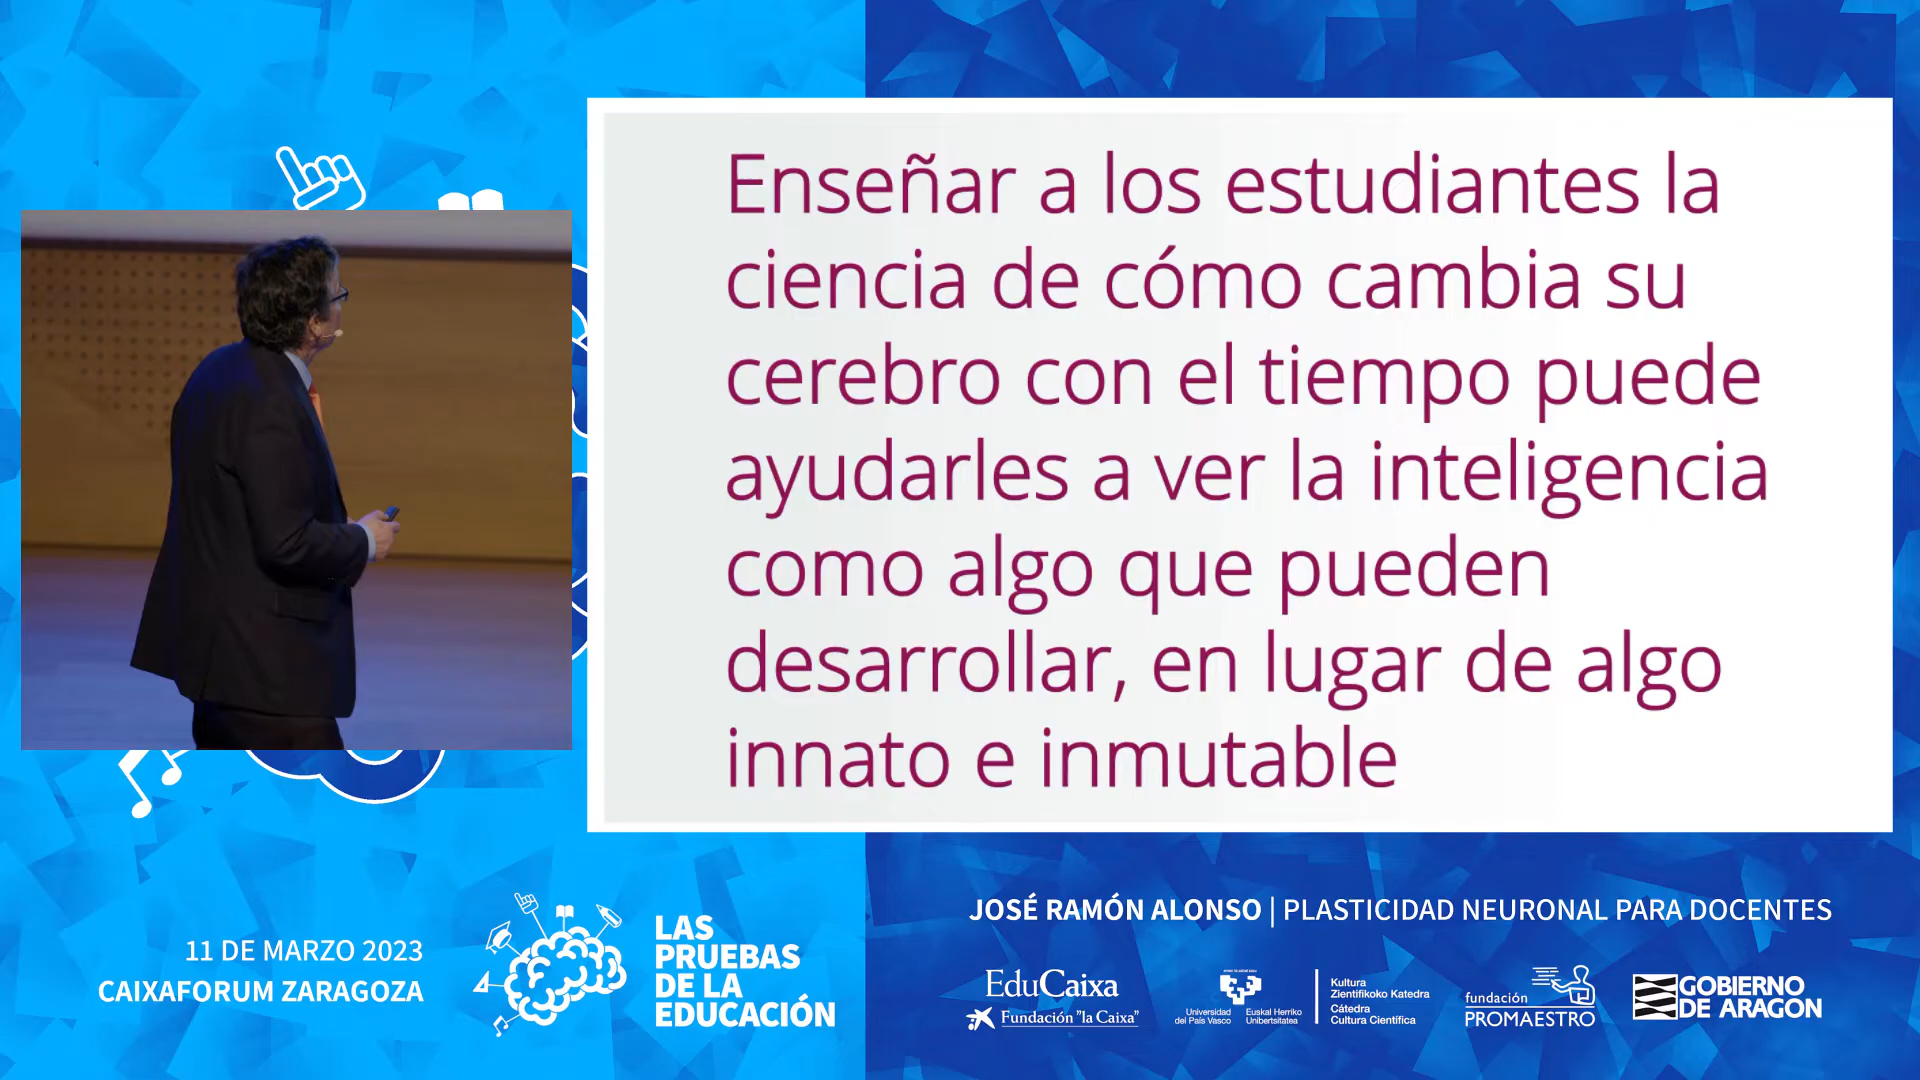 Enseñar a los estudiantes la
ciencia de cómo cambia su
cerebro con el tiempo puede
ayudarles a ver la inteligencia
como algo que pueden
desarrollar, en lugar de algo
innato e inmutable
11 DE MARZO 2023
CAIXAFORUM ZARAGOZA
LAS
PRUEBAS
DE LA
EDUCACIÓN
JOSÉ RAMÓN ALONSO | PLASTICIDAD NEURONAL PARA DOCENTES
EduCaixa
Fundación "la Caixa"
Universidad
del País Vasco
Euskal Herriko
Unibertsitatea
Kultura
Zientifikoko Katedra
Cátedra
Cultura Científica
fundación
PROMAESTRO
GOBIERNO
DE ARAGON